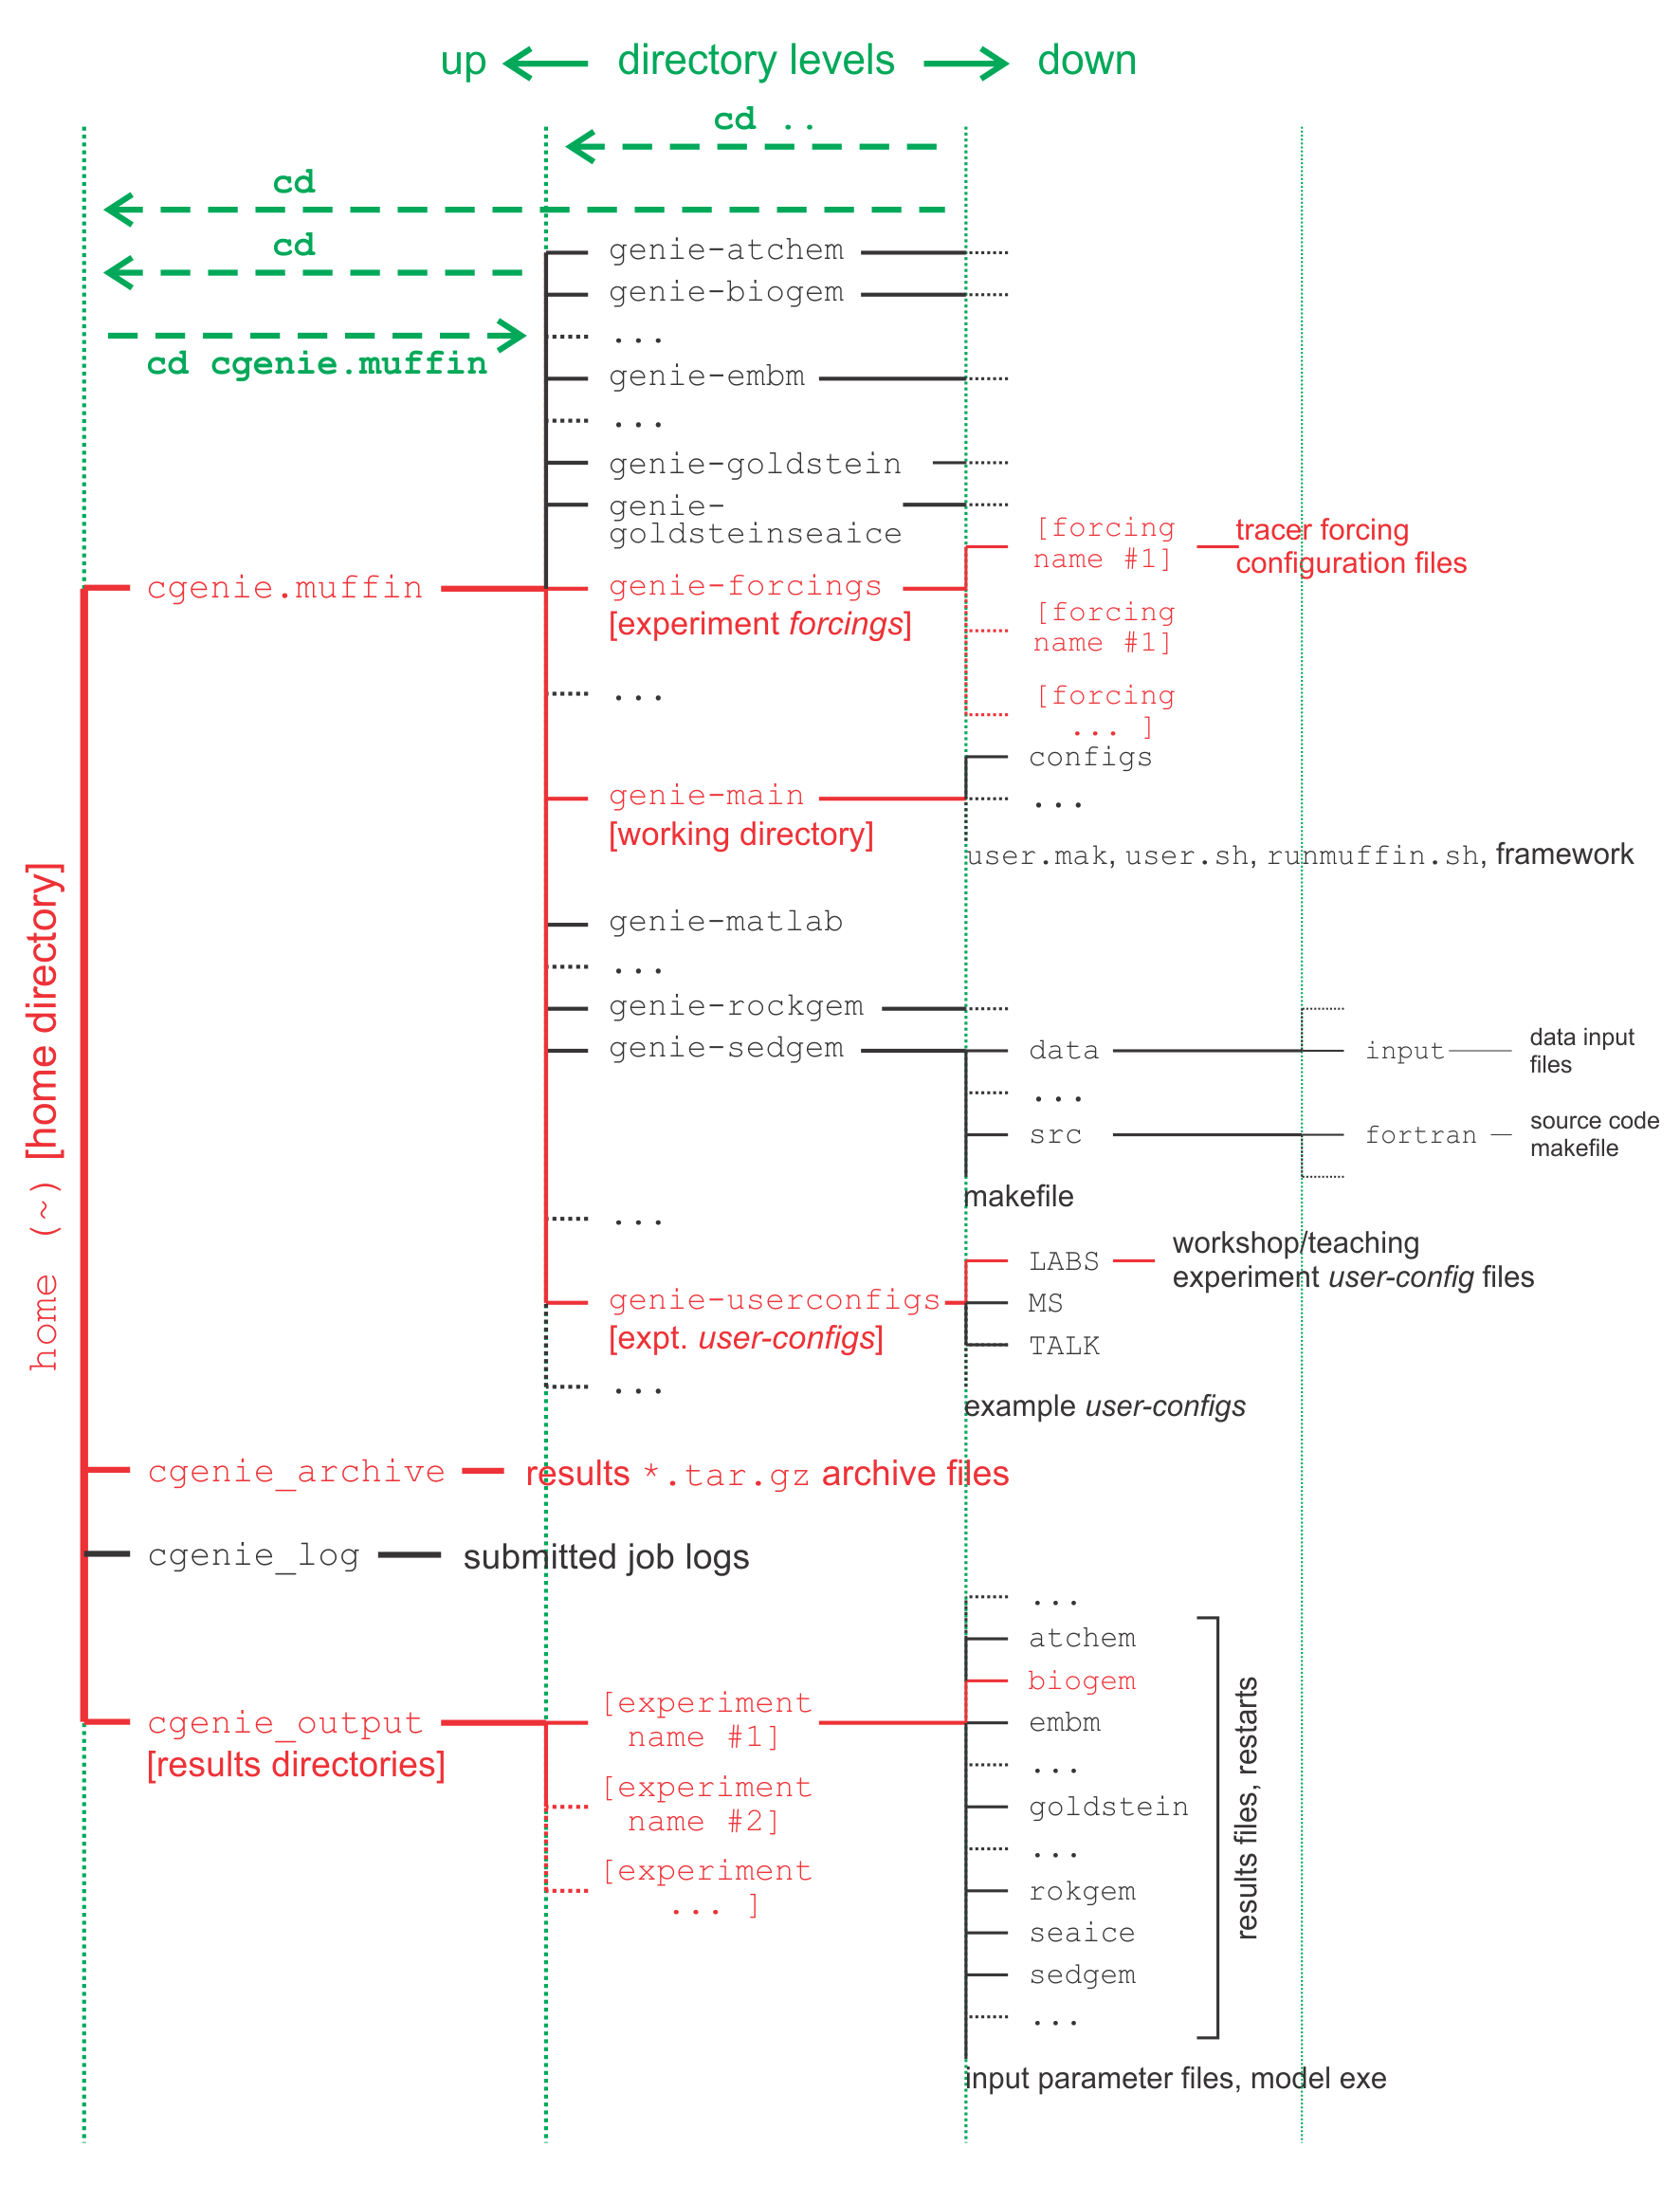 up directory levels down
cd ..
cd
cd
cd cgenie.muffin
genie-atchem
genie-biogem
...
genie-embm
...
genie-goldstein
genie-
goldsteinseaice
cgenie.muffin
genie-forcings
[experiment forcings]
[forcing
name #1]
tracer forcing
configuration files
[forcing
name #1]
[forcing
... ]
...
genie-main
[working directory]
configs
...
user.mak, user.sh, runmuffin.sh, framework
home (~) [home directory]
genie-matlab
...
genie-rockgem
genie-sedgem
data
input
data input
files
...
src
fortran
source code
makefile
makefile
...
genie-userconfigs
[expt. user-configs]
LABS
workshop/teaching
experiment user-config files
MS
TALK
...
example user-configs
cgenie_archive
results *.tar.gz archive files
cgenie_log
submitted job logs
cgenie_output
[results directories]
[experiment
name #1]
[experiment
name #2]
[experiment
... ]
...
atchem
biogem
embm
...
goldstein
...
rokgem
seaice
sedgem
...
results files, restarts
input parameter files, model exe